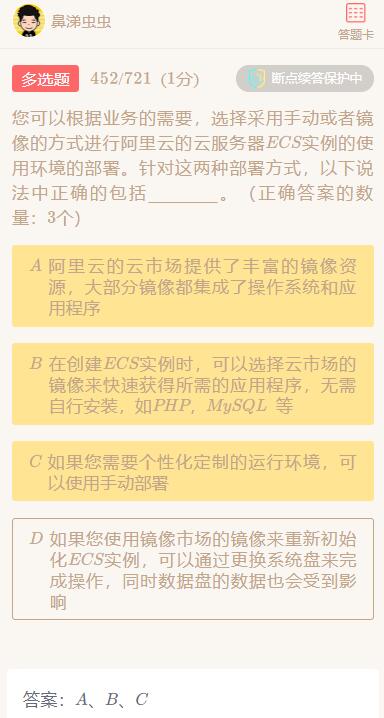 鼻涕虫虫
答题卡
多选题 452/721 (1分) 断点续答保护中
您可以根据业务的需要，选择采用手动或者镜
像的方式进行阿里云的云服务器ECS实例的使
用环境的部署。针对这两种部署方式，以下说
法中正确的包括________。（正确答案的数
量：3个）
A 阿里云的云市场提供了丰富的镜像资
源，大部分镜像都集成了操作系统和应
用程序
B 在创建ECS实例时，可以选择云市场的
镜像来快速获得所需的应用程序，无需
自行安装，如PHP，MySQL 等
C 如果您需要个性化定制的运行环境，可
以使用手动部署
D 如果您使用镜像市场的镜像来重新初始
化ECS实例，可以通过更换系统盘来完
成操作，同时数据盘的数据也会受到影
响
答案：A、B、C